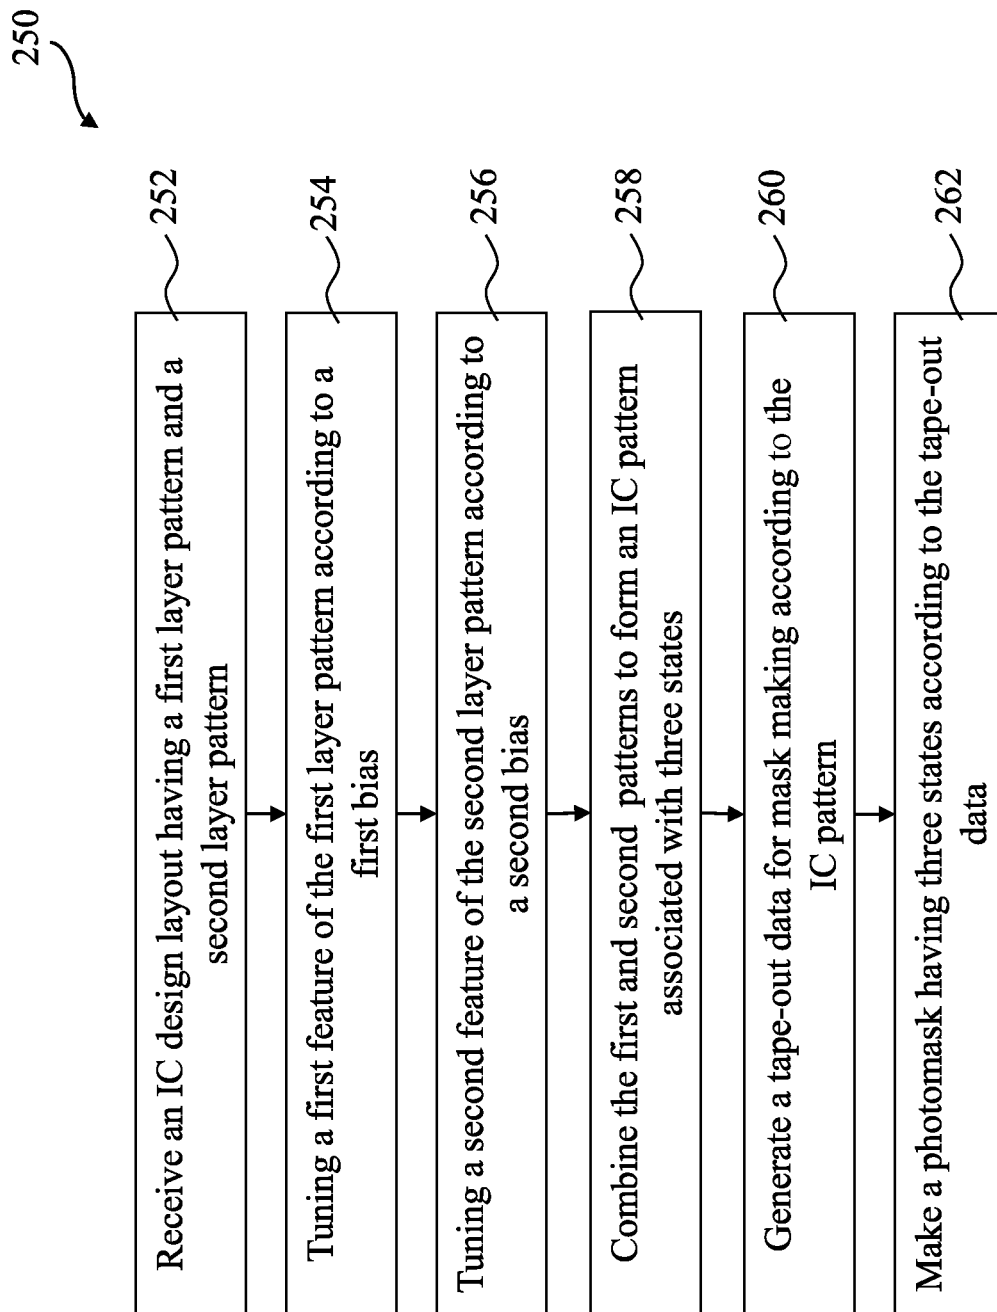 250
Receive an IC design layout having a first layer pattern and a
second layer pattern
252
Tuning a first feature of the first layer pattern according to a
first bias
254
Tuning a second feature of the second layer pattern according to
a second bias
256
Combine the first and second patterns to form an IC pattern
associated with three states
258
Generate a tape-out data for mask making according to the
IC pattern
260
Make a photomask having three states according to the tape-out
data
262